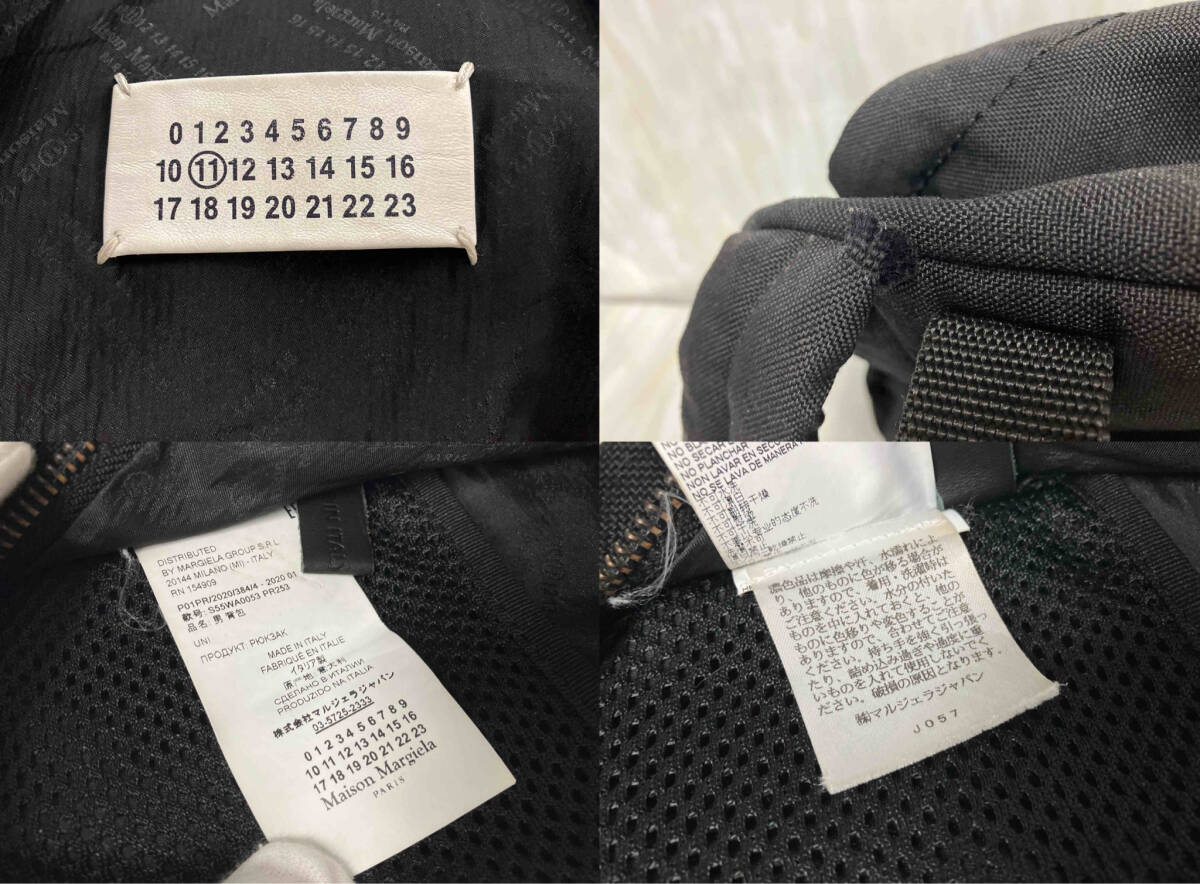 0 1 2 3 4 5 6 7 8 9
10 11 12 13 14 15 16
17 18 19 20 21 22 23
DISTRIBUTED
BY MARGIELA GROUP S.R.L
20144 MILANO (MI) - ITALY
RN 154909
P01PR/2020/384/4 - 2020 01
款号: S55WA0053 PR253
品名: 男 背包
UNI
ПРОДУКТ: РЮКЗАК
MADE IN ITALY
FABRIQUÉ EN ITALIE
イタリア製
原产地 意大利
СДЕЛАНО В ИТАЛИИ
PRODUZIDO NA ITALIA
株式会社マルジェラジャパン
03-5725-2333
0 1 2 3 4 5 6 7 8 9
10 11 12 13 14 15 16
17 18 19 20 21 22 23
Maison Margiela
PARIS
NO SECAR
NO PLANCHAR
NO LAVAR EN SECO
NO SE LAVA DE MANERA
濃色品は摩擦や汗、水濡れによ
り、他のものに色が移る場合が
ありますので、着用・洗濯時は
ご注意ください。水分の付いた
ものを中に入れておくと、他の
ものに色移りや変色することが
ありますので、合わせてご注意
ください。持ち手を強く引っ張っ
たり、詰め込み過ぎや過度に重
いものを入れて使用しないでく
ださい。破損の原因となります。
㈱マルジェラジャパン
J057